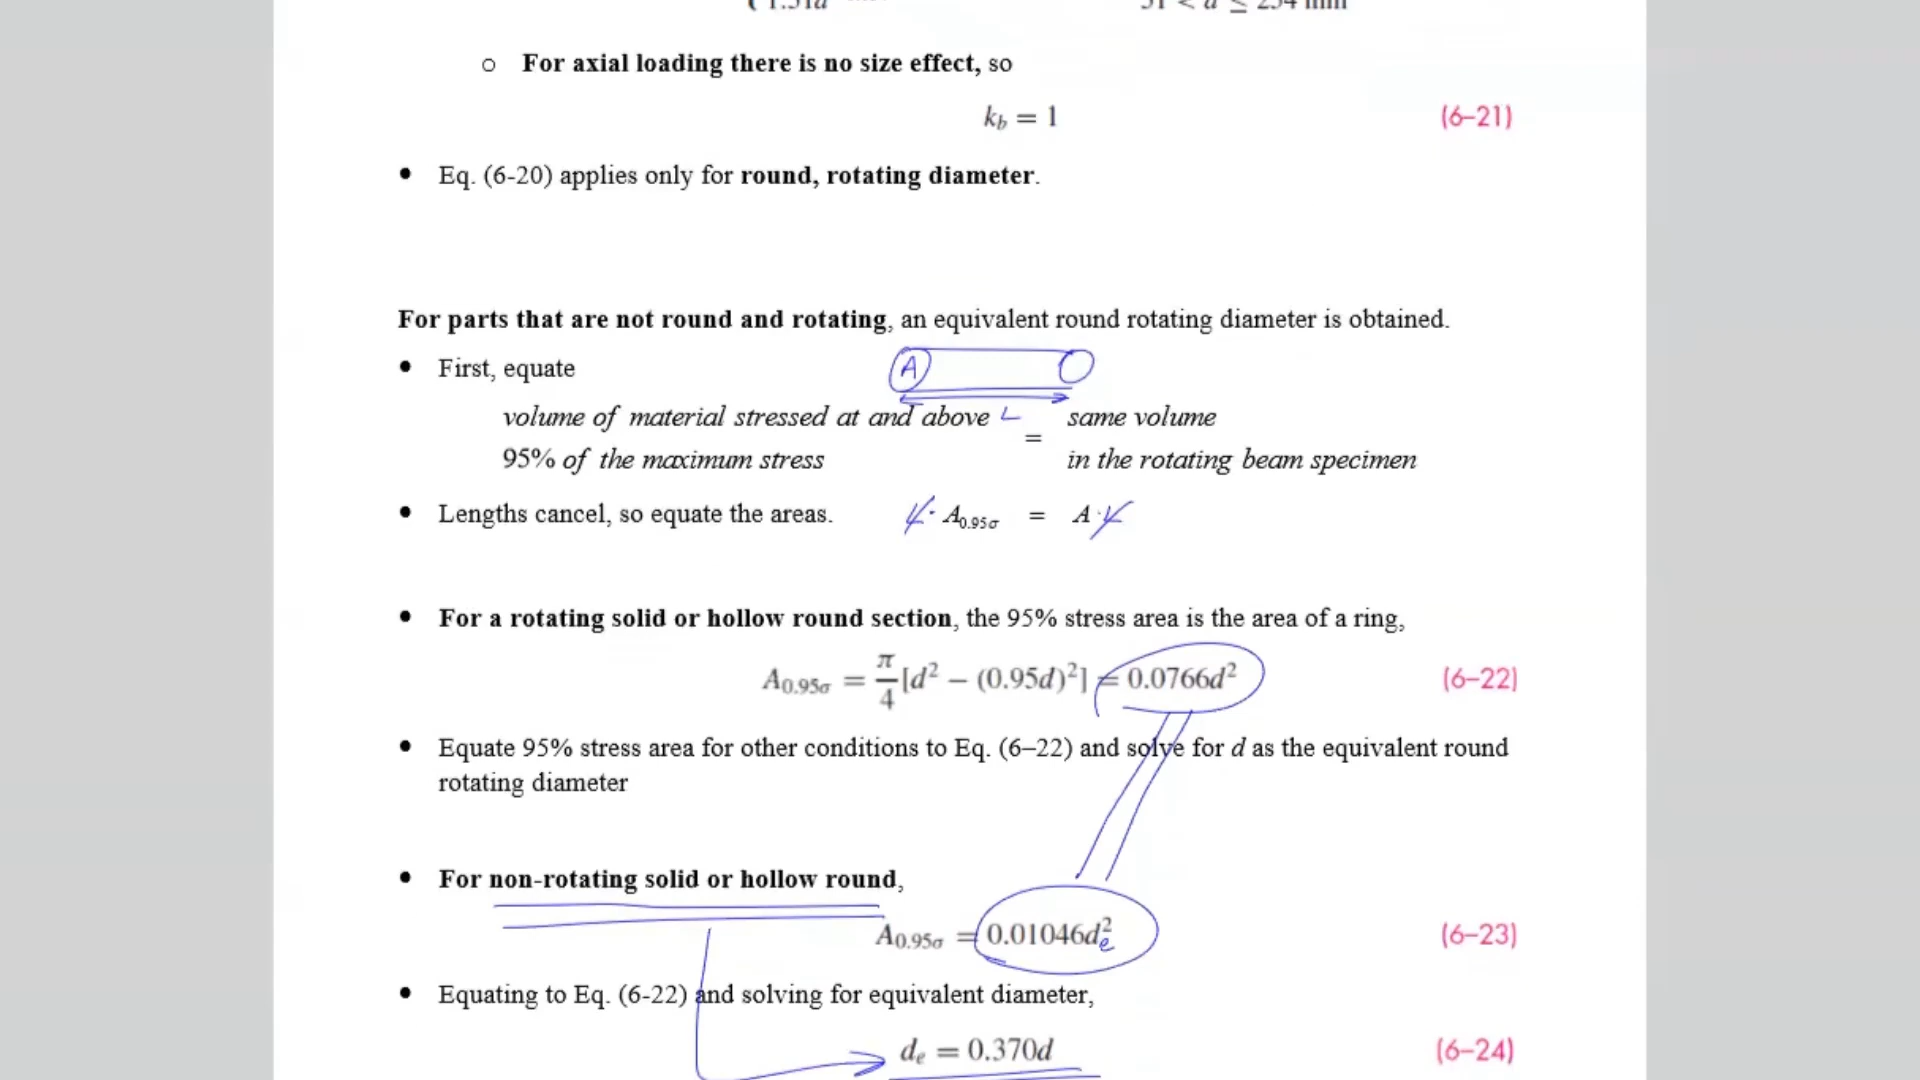 31 < d ≤ 254 mm
○ For axial loading there is no size effect, so
k_b = 1 (6–21)
• Eq. (6-20) applies only for round, rotating diameter.
For parts that are not round and rotating, an equivalent round rotating diameter is obtained.
• First, equate A
volume of material stressed at and above L same volume
=
95% of the maximum stress in the rotating beam specimen
• Lengths cancel, so equate the areas. L · A_0.95σ = A · L
• For a rotating solid or hollow round section, the 95% stress area is the area of a ring,
A_0.95σ = π/4 [d² − (0.95d)²] = 0.0766d² (6–22)
• Equate 95% stress area for other conditions to Eq. (6–22) and solve for d as the equivalent round
rotating diameter
• For non-rotating solid or hollow round,
A_0.95σ = 0.01046d_e² (6–23)
• Equating to Eq. (6-22) and solving for equivalent diameter,
d_e = 0.370d (6–24)